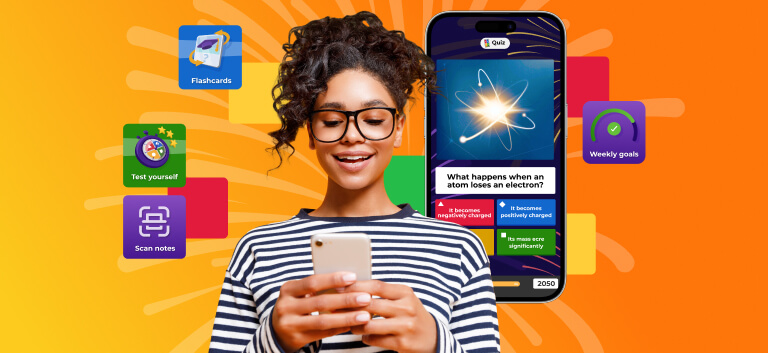 Flashcards
Test yourself
Scan notes
Quiz
What happens when an
atom loses an electron?
It becomes
negatively charged
It becomes
positively charged
Its mass
significantly
2050
Weekly goals